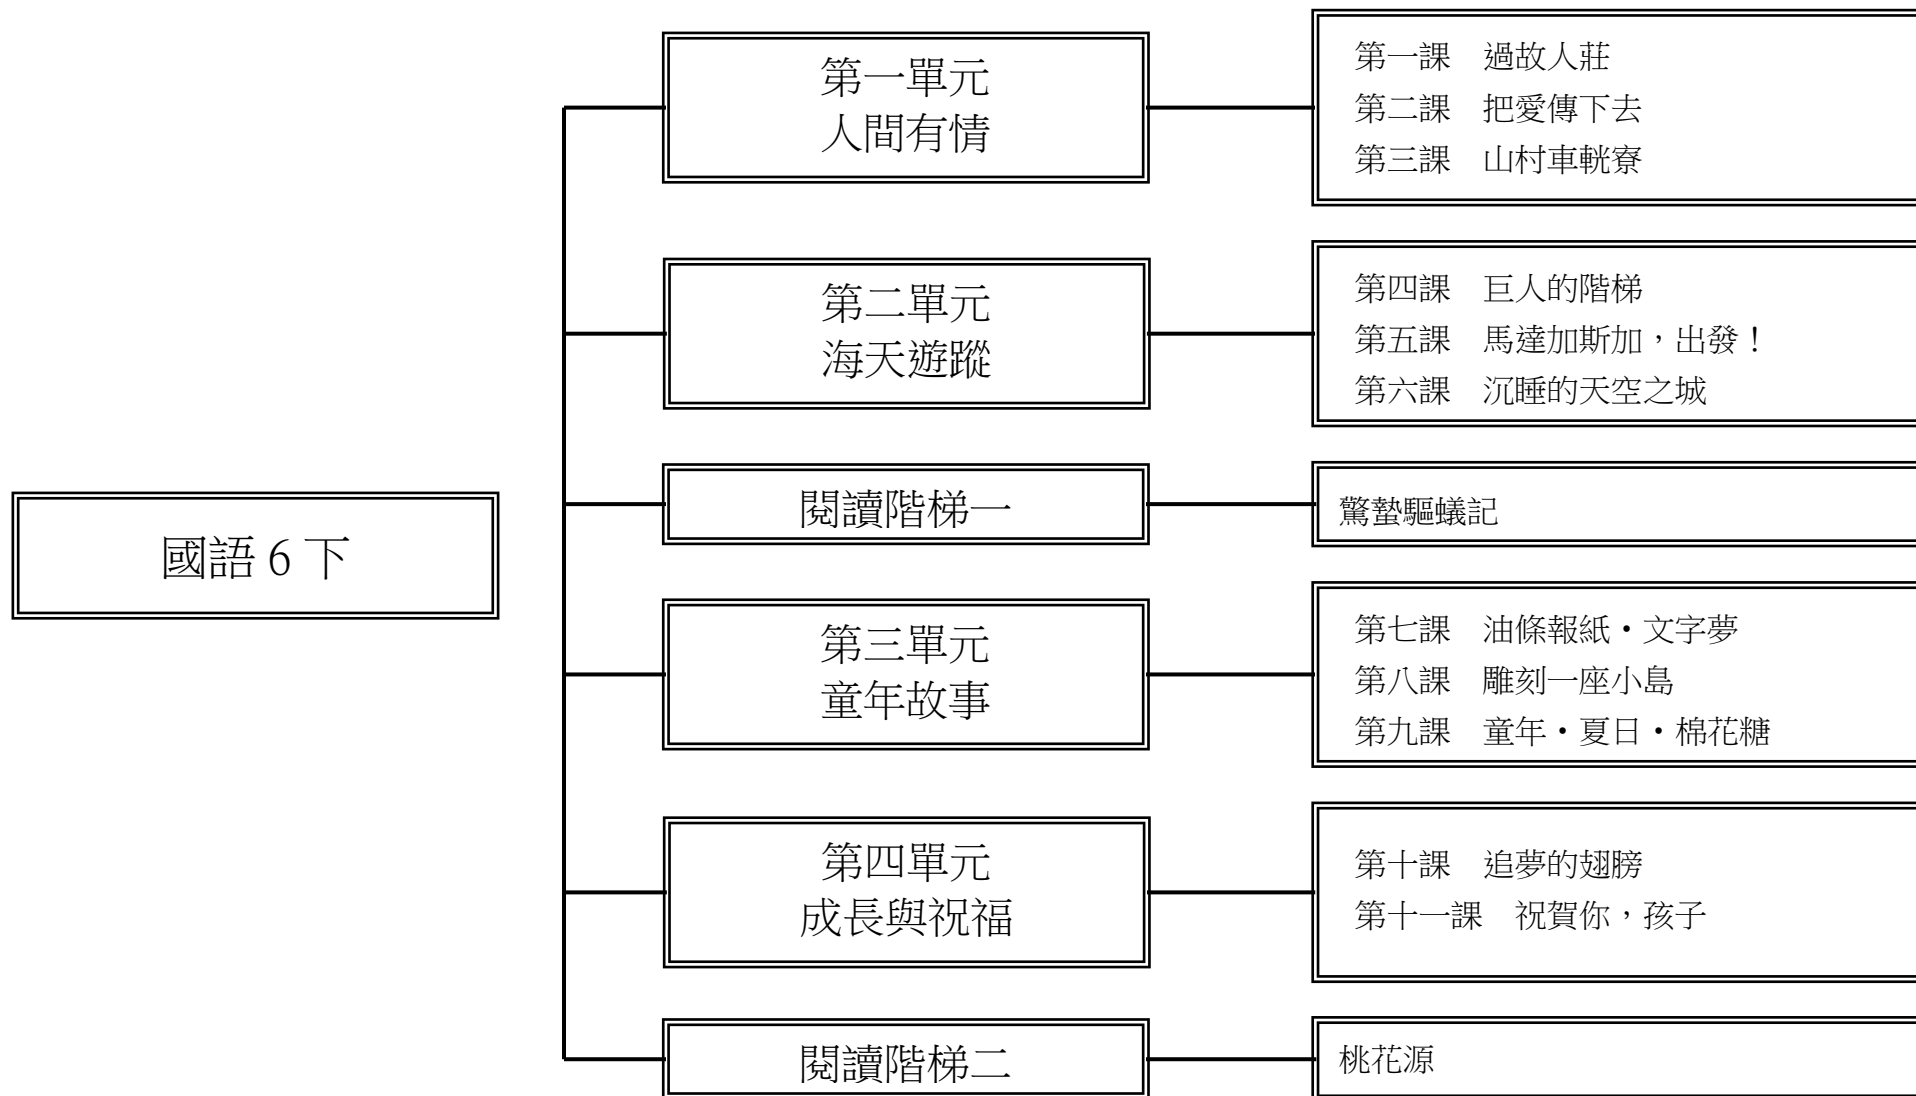 國語 6 下
第一單元
人間有情
第一課　過故人莊
第二課　把愛傳下去
第三課　山村車輄寮
第二單元
海天遊蹤
第四課　巨人的階梯
第五課　馬達加斯加，出發！
第六課　沉睡的天空之城
閱讀階梯一
驚蟄驅蟻記
第三單元
童年故事
第七課　油條報紙‧文字夢
第八課　雕刻一座小島
第九課　童年‧夏日‧棉花糖
第四單元
成長與祝福
第十課　追夢的翅膀
第十一課　祝賀你，孩子
閱讀階梯二
桃花源